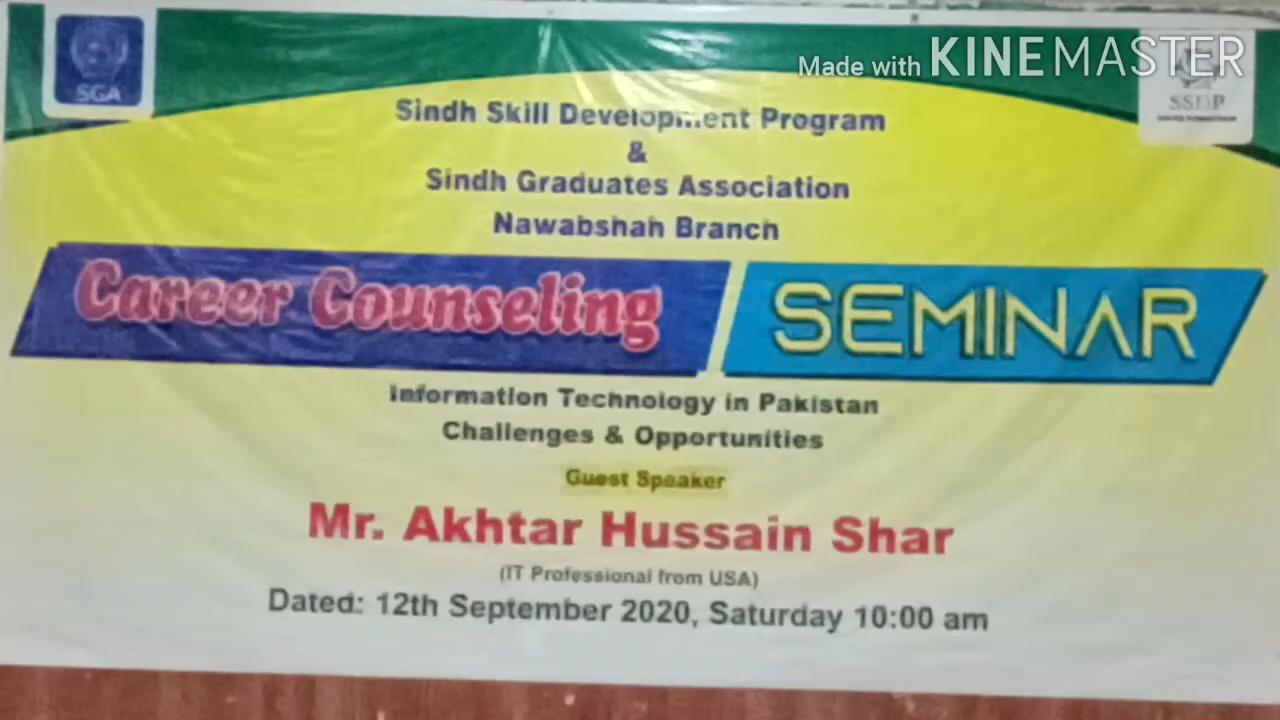 SGA
Made with KINEMASTER
SSDP
Sindh Skill Development Program
&
Sindh Graduates Association
Nawabshah Branch
Career Counseling SEMINAR
Information Technology in Pakistan
Challenges & Opportunities
Guest Speaker
Mr. Akhtar Hussain Shar
(IT Professional from USA)
Dated: 12th September 2020, Saturday 10:00 am